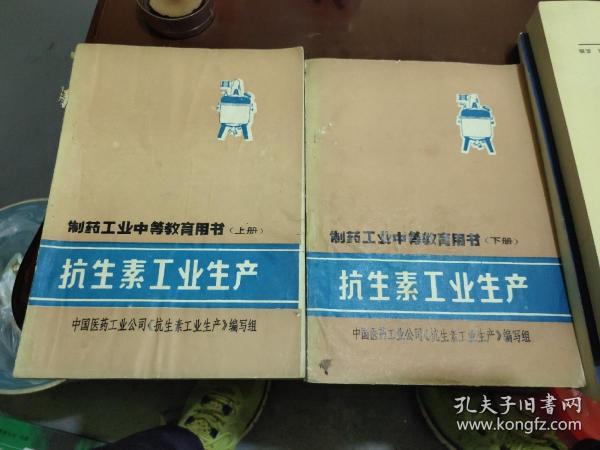 制药工业中等教育用书（上册）
抗生素工业生产
中国医药工业公司《抗生素工业生产》编写组
制药工业中等教育用书（下册）
抗生素工业生产
中国医药工业公司《抗生素工业生产》编写组
孔夫子旧书网
www.kongfz.com